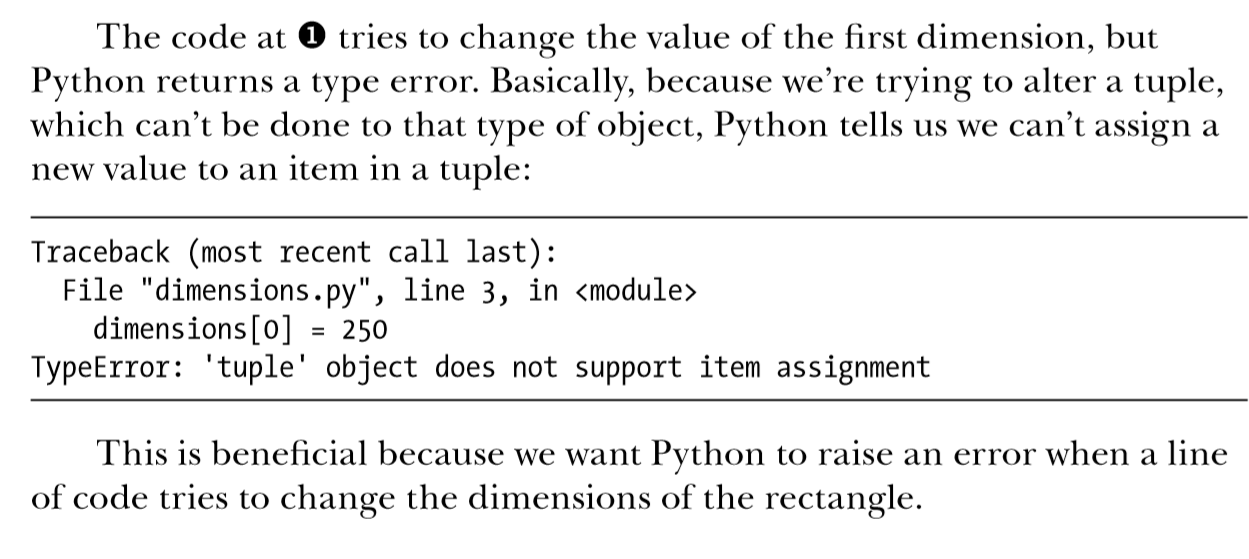 The code at ❶ tries to change the value of the first dimension, but
Python returns a type error. Basically, because we’re trying to alter a tuple,
which can’t be done to that type of object, Python tells us we can’t assign a
new value to an item in a tuple:
Traceback (most recent call last):
  File "dimensions.py", line 3, in <module>
    dimensions[0] = 250
TypeError: 'tuple' object does not support item assignment
This is beneficial because we want Python to raise an error when a line
of code tries to change the dimensions of the rectangle.